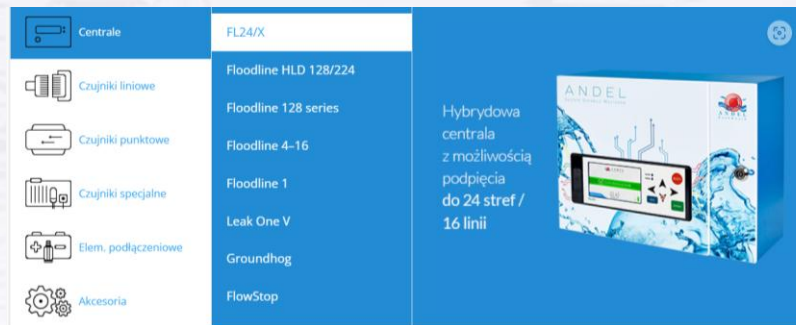 Centrale
Czujniki liniowe
Czujniki punktowe
Czujniki specjalne
Elem. podłączeniowe
Akcesoria
FL24/X
Floodline HLD 128/224
Floodline 128 series
Floodline 4–16
Floodline 1
Leak One V
Groundhog
FlowStop
Hybrydowa
centrala
z możliwością
podpięcia
do 24 stref /
16 linii
ANDEL
ANDEL